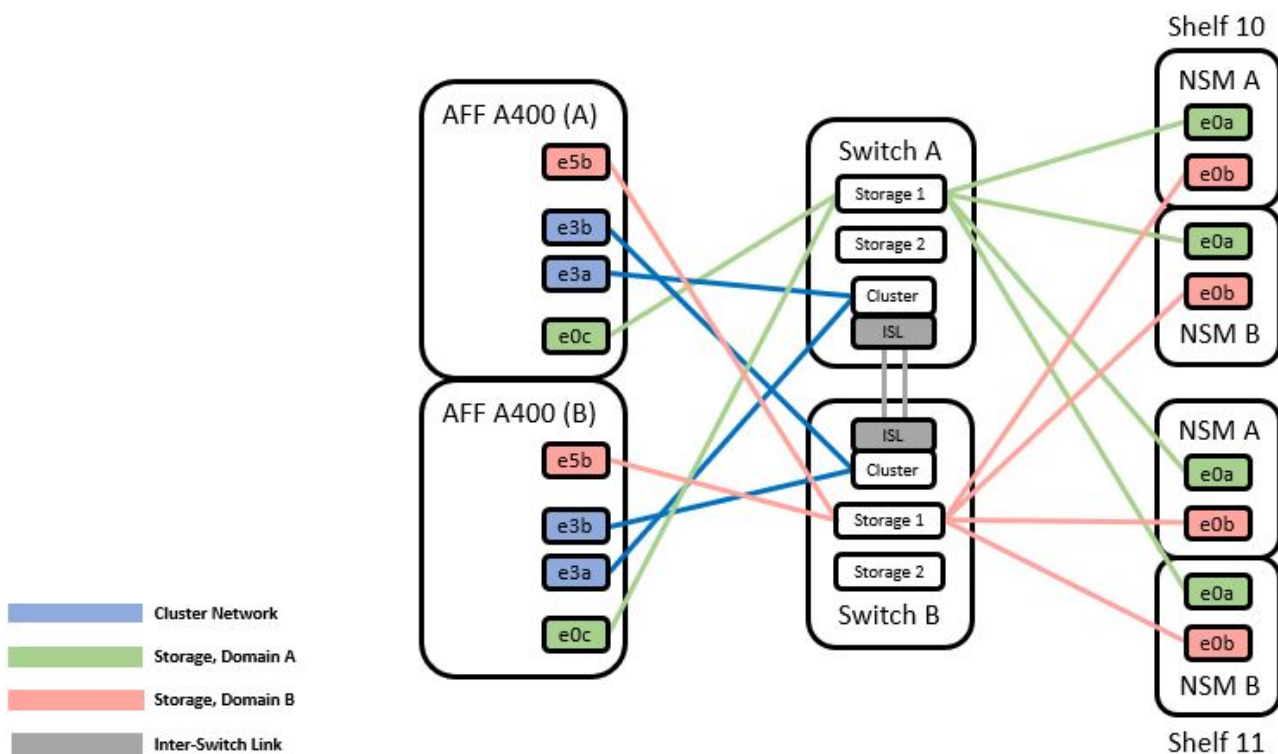 Shelf 10
AFF A400 (A)
e5b
e3b
e3a
e0c
AFF A400 (B)
e5b
e3b
e3a
e0c
Switch A
Storage 1
Storage 2
Cluster
ISL
ISL
Cluster
Storage 1
Storage 2
Switch B
NSM A
e0a
e0b
e0a
e0b
NSM B
NSM A
e0a
e0b
e0a
e0b
NSM B
Shelf 11
Cluster Network
Storage, Domain A
Storage, Domain B
Inter-Switch Link